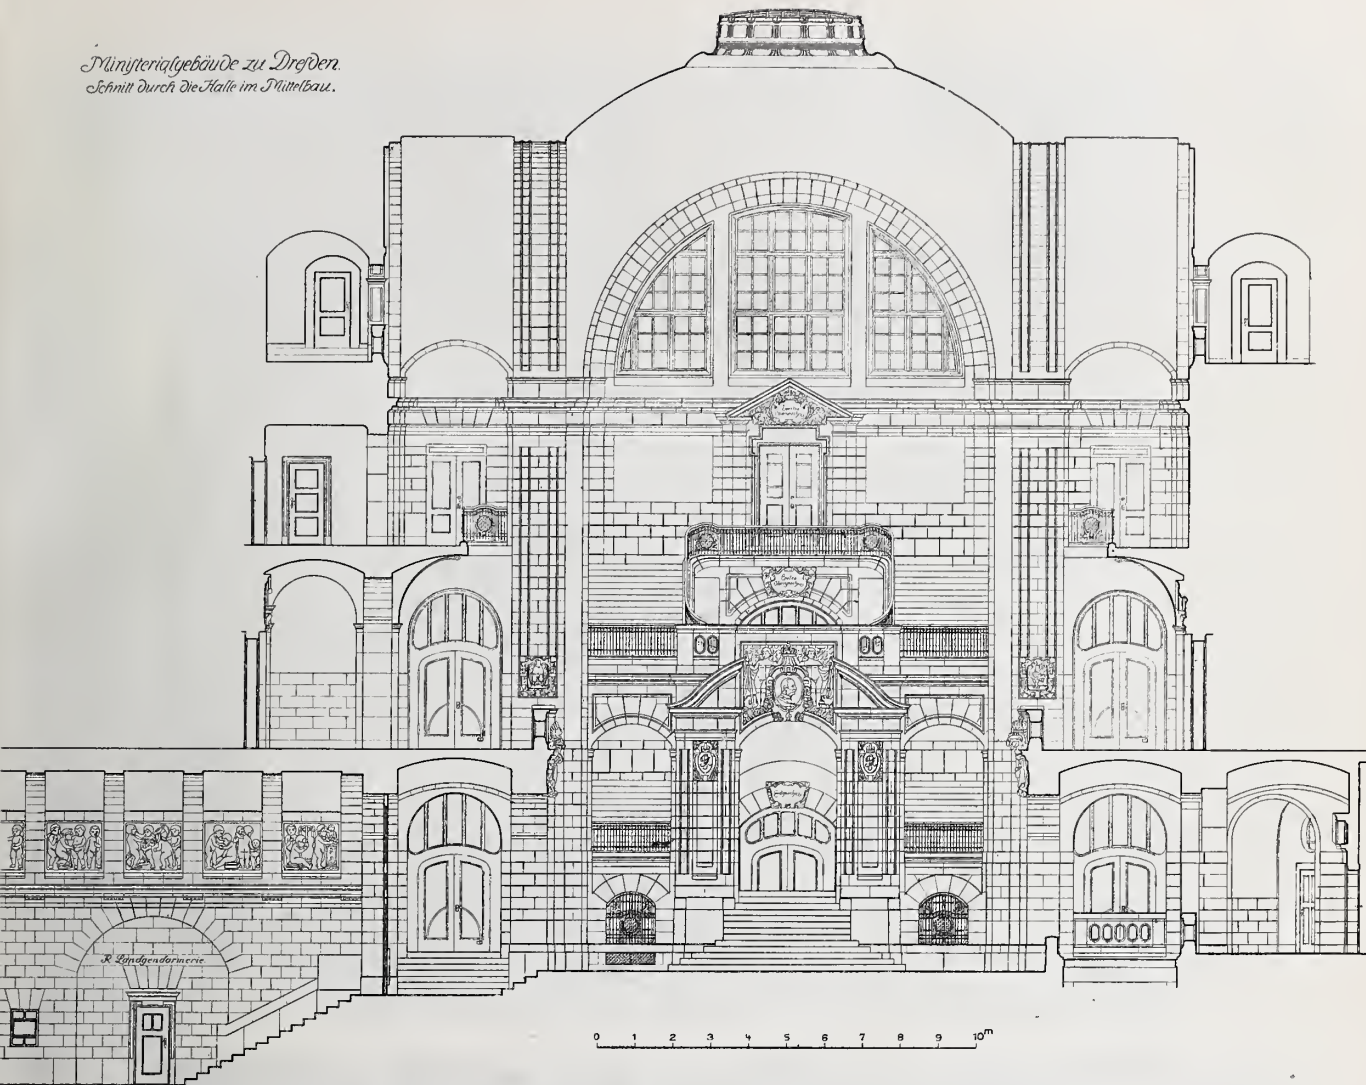 Ministerialgebäude zu Dresden.
Schnitt durch die Halle im Mittelbau.
K. Landgendarmerie
0 1 2 3 4 5 6 7 8 9 10m